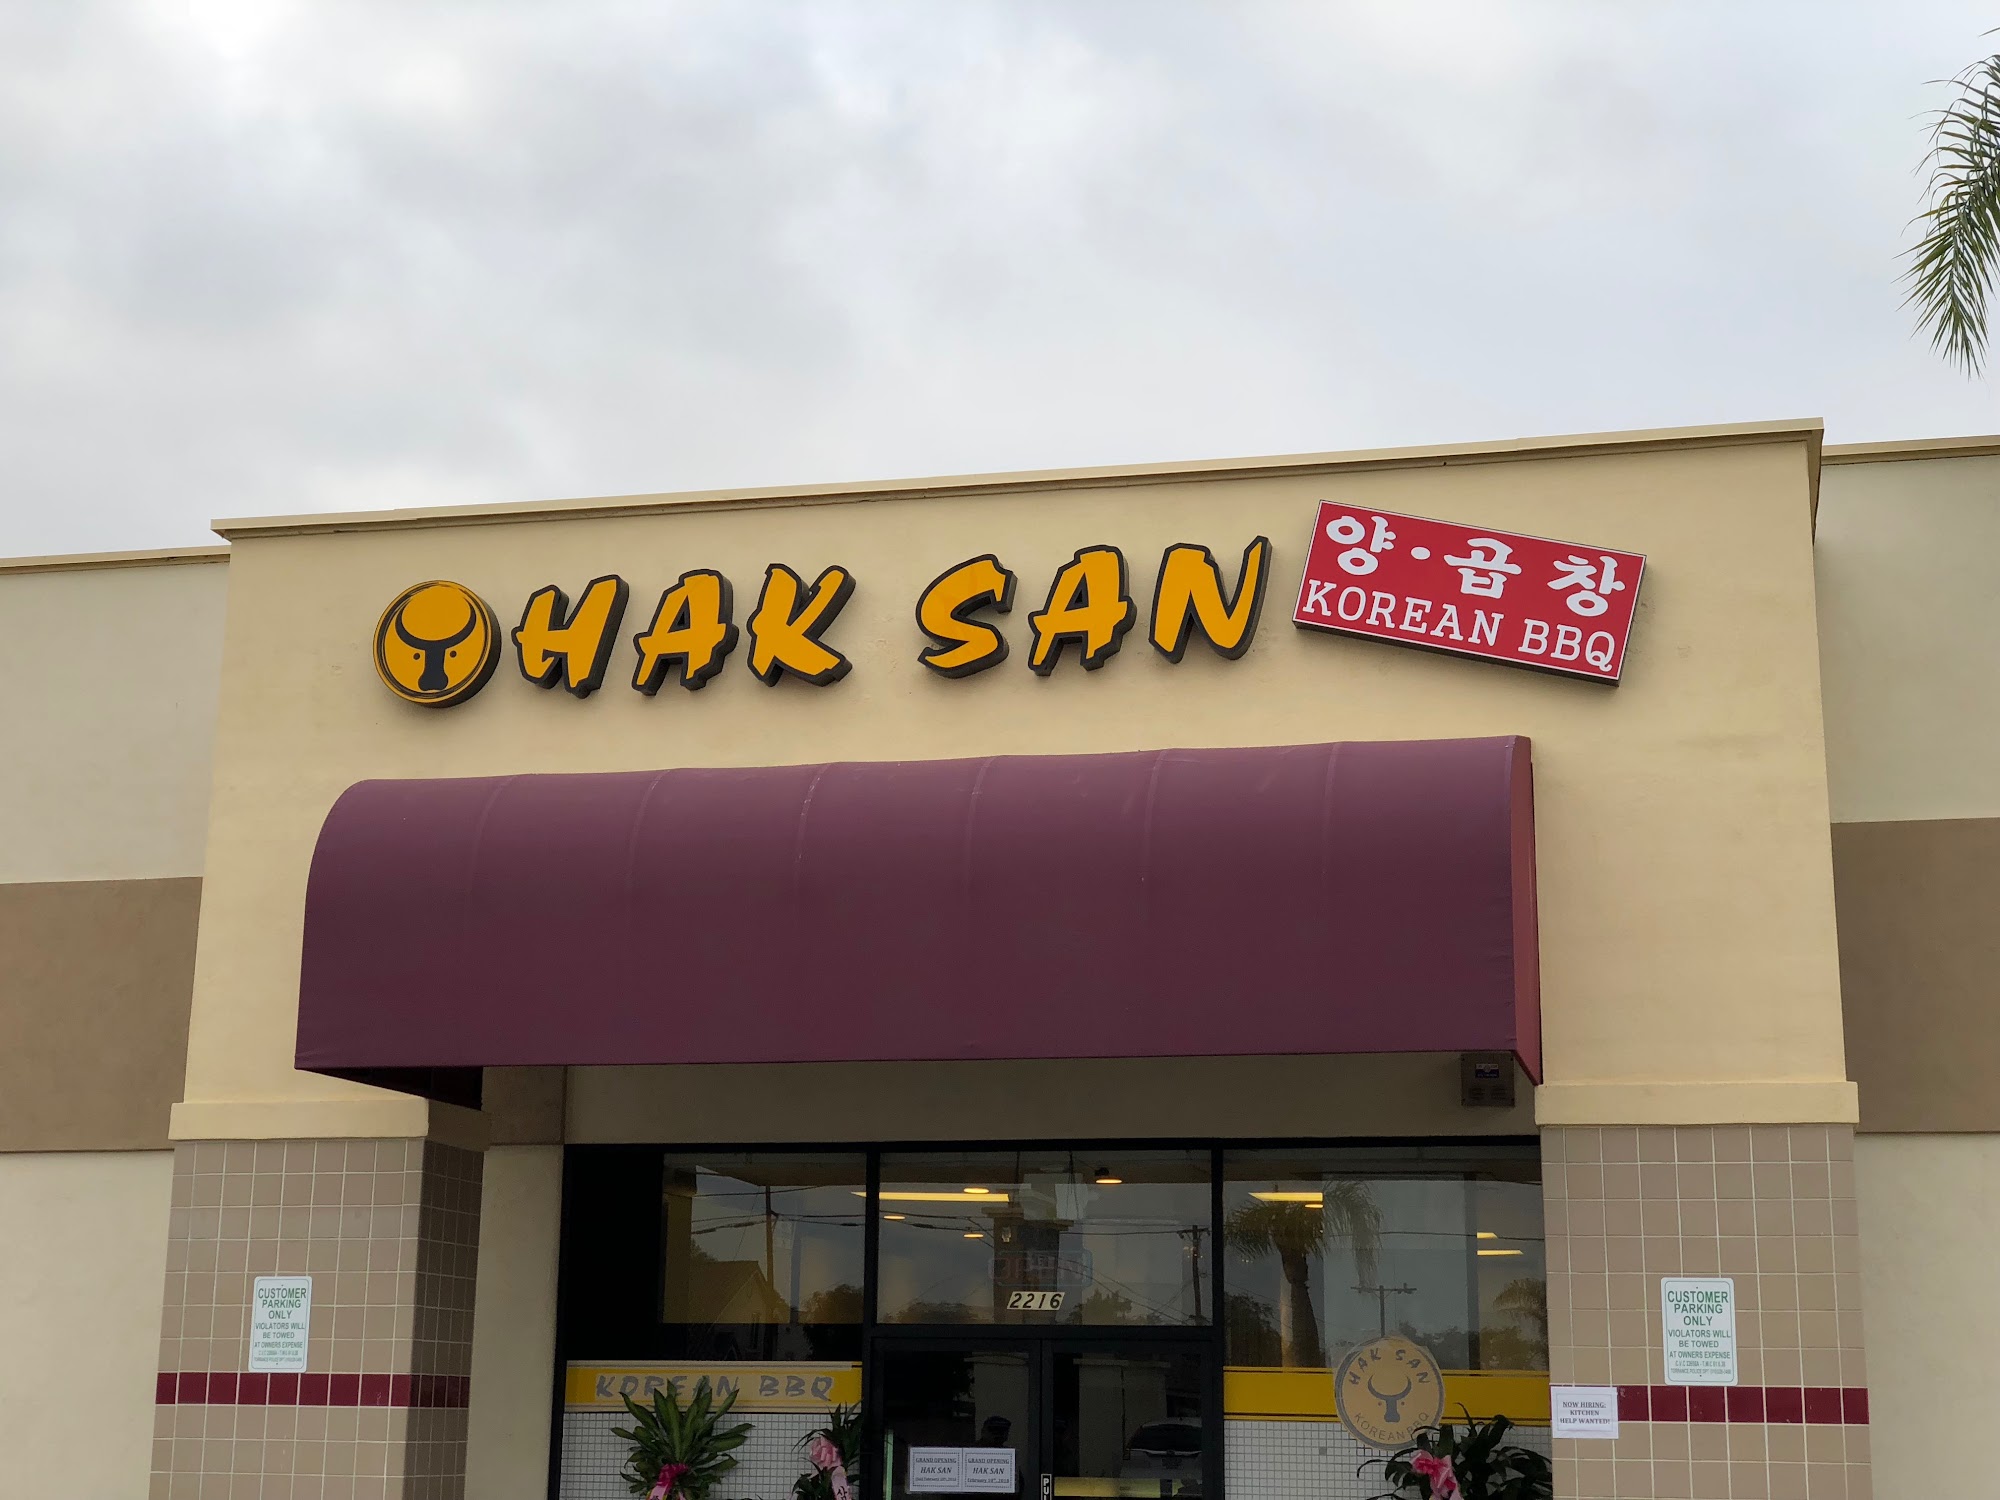 HAK SAN
양·곱창
KOREAN BBQ
2216
CUSTOMER
PARKING
ONLY
VIOLATORS WILL
BE TOWED
AT OWNERS EXPENSE
CUSTOMER
PARKING
ONLY
VIOLATORS WILL
BE TOWED
AT OWNERS EXPENSE
KOREAN BBQ
HAK SAN
KOREAN BBQ
NOW HIRING:
KITCHEN
HELP WANTED!
GRAND OPENING
HAK SAN
GRAND OPENING
HAK SAN